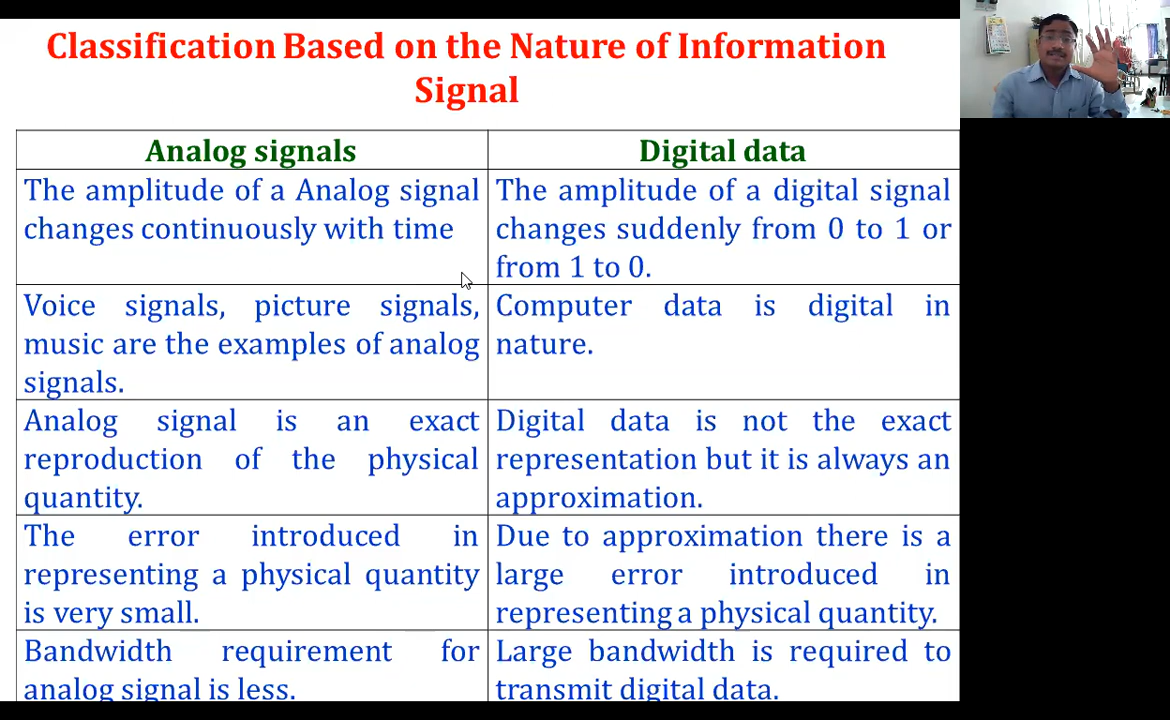 Classification Based on the Nature of Information
Signal
Analog signals
Digital data
The amplitude of a Analog signal
changes continuously with time
The amplitude of a digital signal
changes suddenly from 0 to 1 or
from 1 to 0.
Voice signals, picture signals,
music are the examples of analog
signals.
Computer data is digital in
nature.
Analog signal is an exact
reproduction of the physical
quantity.
Digital data is not the exact
representation but it is always an
approximation.
The error introduced in
representing a physical quantity
is very small.
Due to approximation there is a
large error introduced in
representing a physical quantity.
Bandwidth requirement for
analog signal is less.
Large bandwidth is required to
transmit digital data.